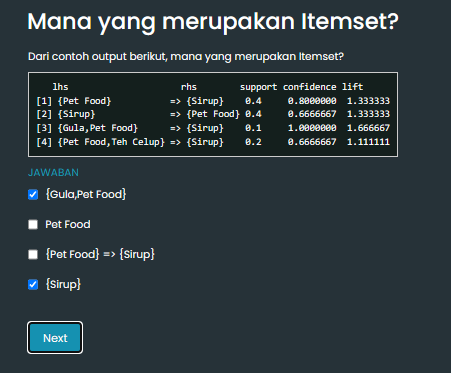 Mana yang merupakan Itemset?
Dari contoh output berikut, mana yang merupakan Itemset?
lhs rhs support confidence lift
[1] {Pet Food} => {Sirup} 0.4 0.8000000 1.333333
[2] {Sirup} => {Pet Food} 0.4 0.6666667 1.333333
[3] {Gula,Pet Food} => {Sirup} 0.1 1.0000000 1.666667
[4] {Pet Food,Teh Celup} => {Sirup} 0.2 0.6666667 1.111111
JAWABAN
{Gula,Pet Food}
Pet Food
{Pet Food} => {Sirup}
{Sirup}
Next